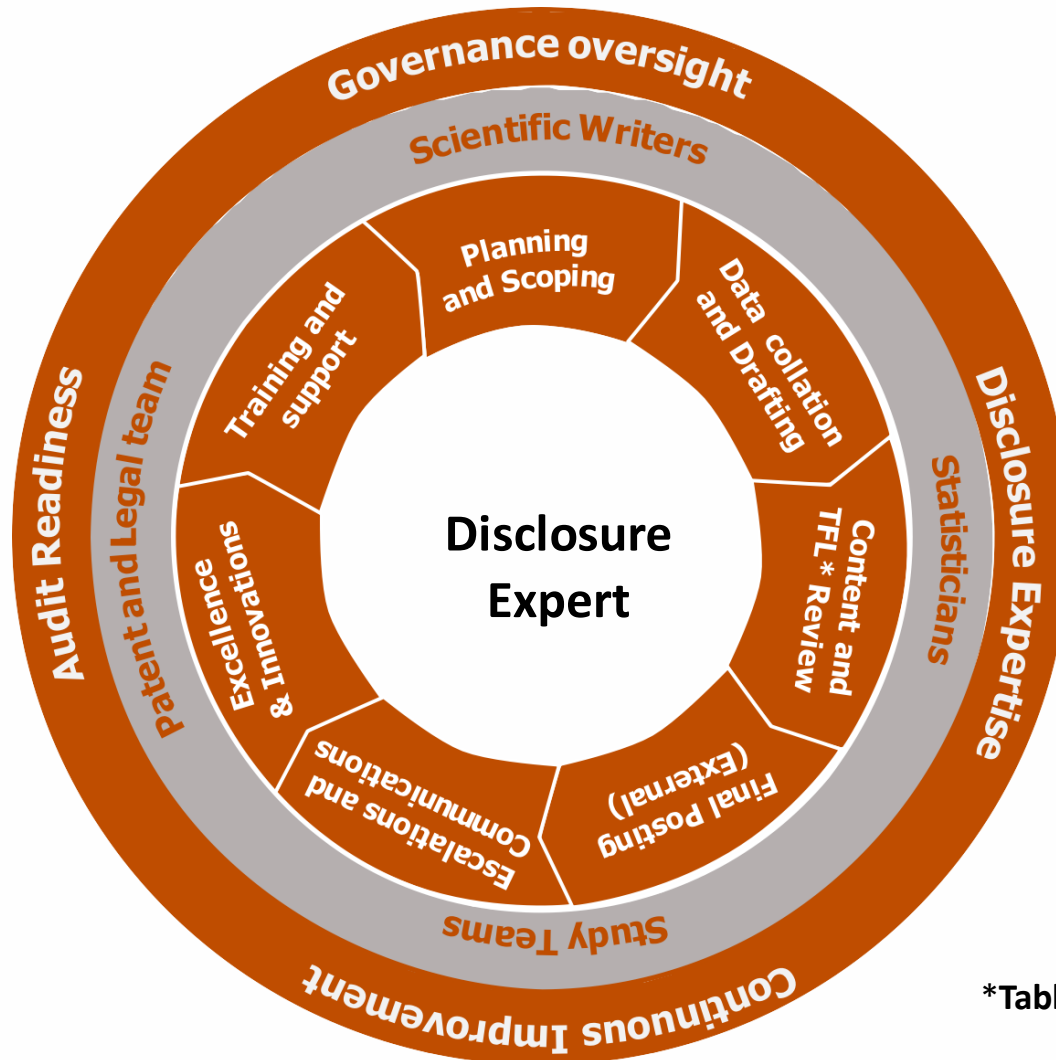 Governance oversight
Scientific Writers
Planning
and Scoping
Data collation
and Drafting
Training and
support
Disclosure Expertise
Statisticians
Audit Readiness
Patent and Legal team
Disclosure
Expert
Content and
TFL* Review
Excellence
& Innovations
Final Posting
(External)
Escalations and
Communications
Study Teams
Continuous Improvement